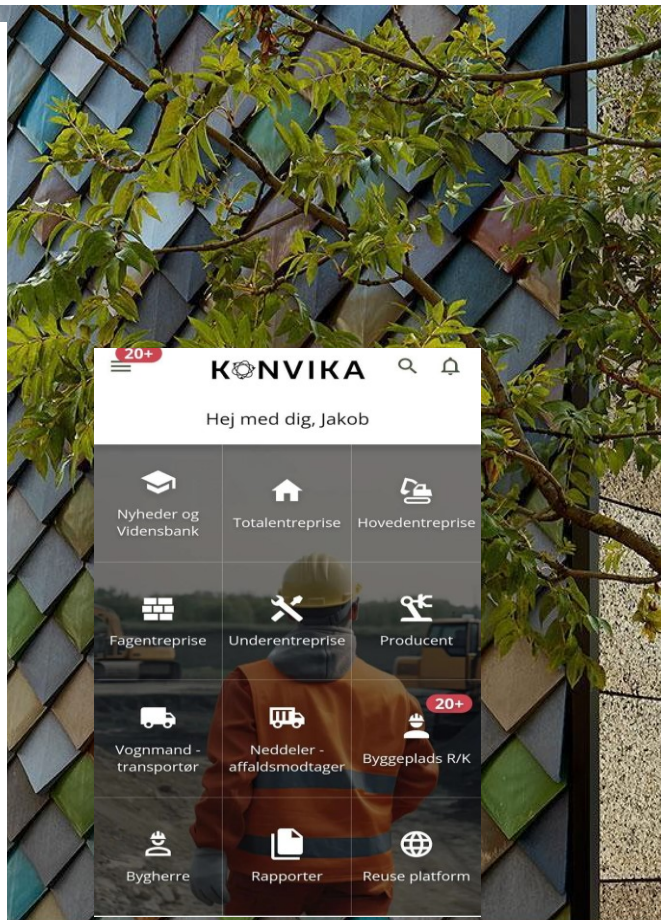 20+
KONVIKA
Hej med dig, Jakob
Nyheder og
Vidensbank
Totalentreprise
Hovedentreprise
Fagentreprise
Underentreprise
Producent
20+
Vognmand -
transportør
Neddeler -
affaldsmodtager
Byggeplads R/K
Bygherre
Rapporter
Reuse platform